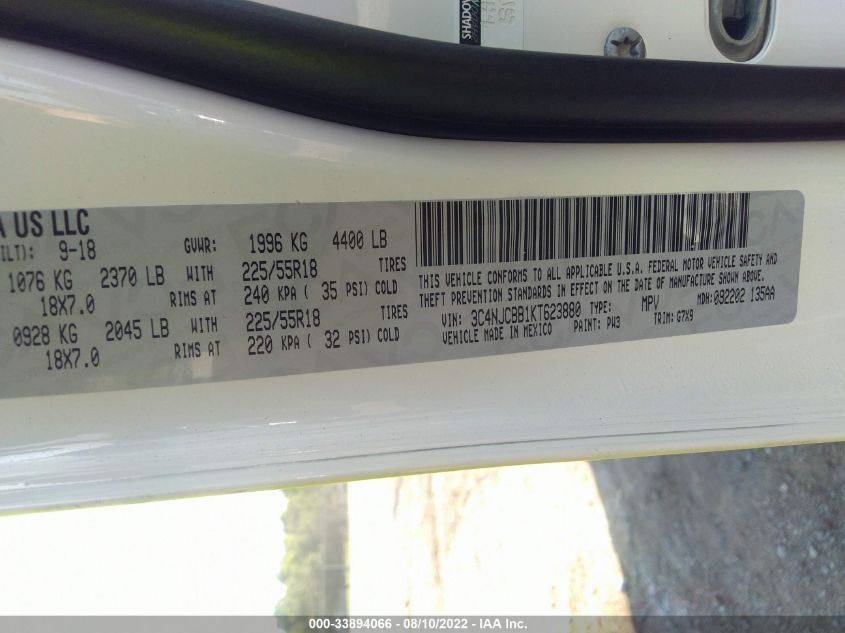 SHADOW
A US LLC
ILT): 9-18 GVWR: 1996 KG 4400 LB
1076 KG 2370 LB WITH 225/55R18 TIRES
18X7.0 RIMS AT 240 KPA ( 35 PSI) COLD
0928 KG 2045 LB WITH 225/55R18 TIRES
18X7.0 RIMS AT 220 KPA ( 32 PSI) COLD
THIS VEHICLE CONFORMS TO ALL APPLICABLE U.S.A. FEDERAL MOTOR VEHICLE SAFETY AND
THEFT PREVENTION STANDARDS IN EFFECT ON THE DATE OF MANUFACTURE SHOWN ABOVE.
VIN: 3C4NJCBB1KT623880 TYPE: MPV MDH: 092202 135AA
VEHICLE MADE IN MEXICO PAINT: PW3 TRIM: G7X9
000-33894066 - 08/10/2022 - IAA Inc.